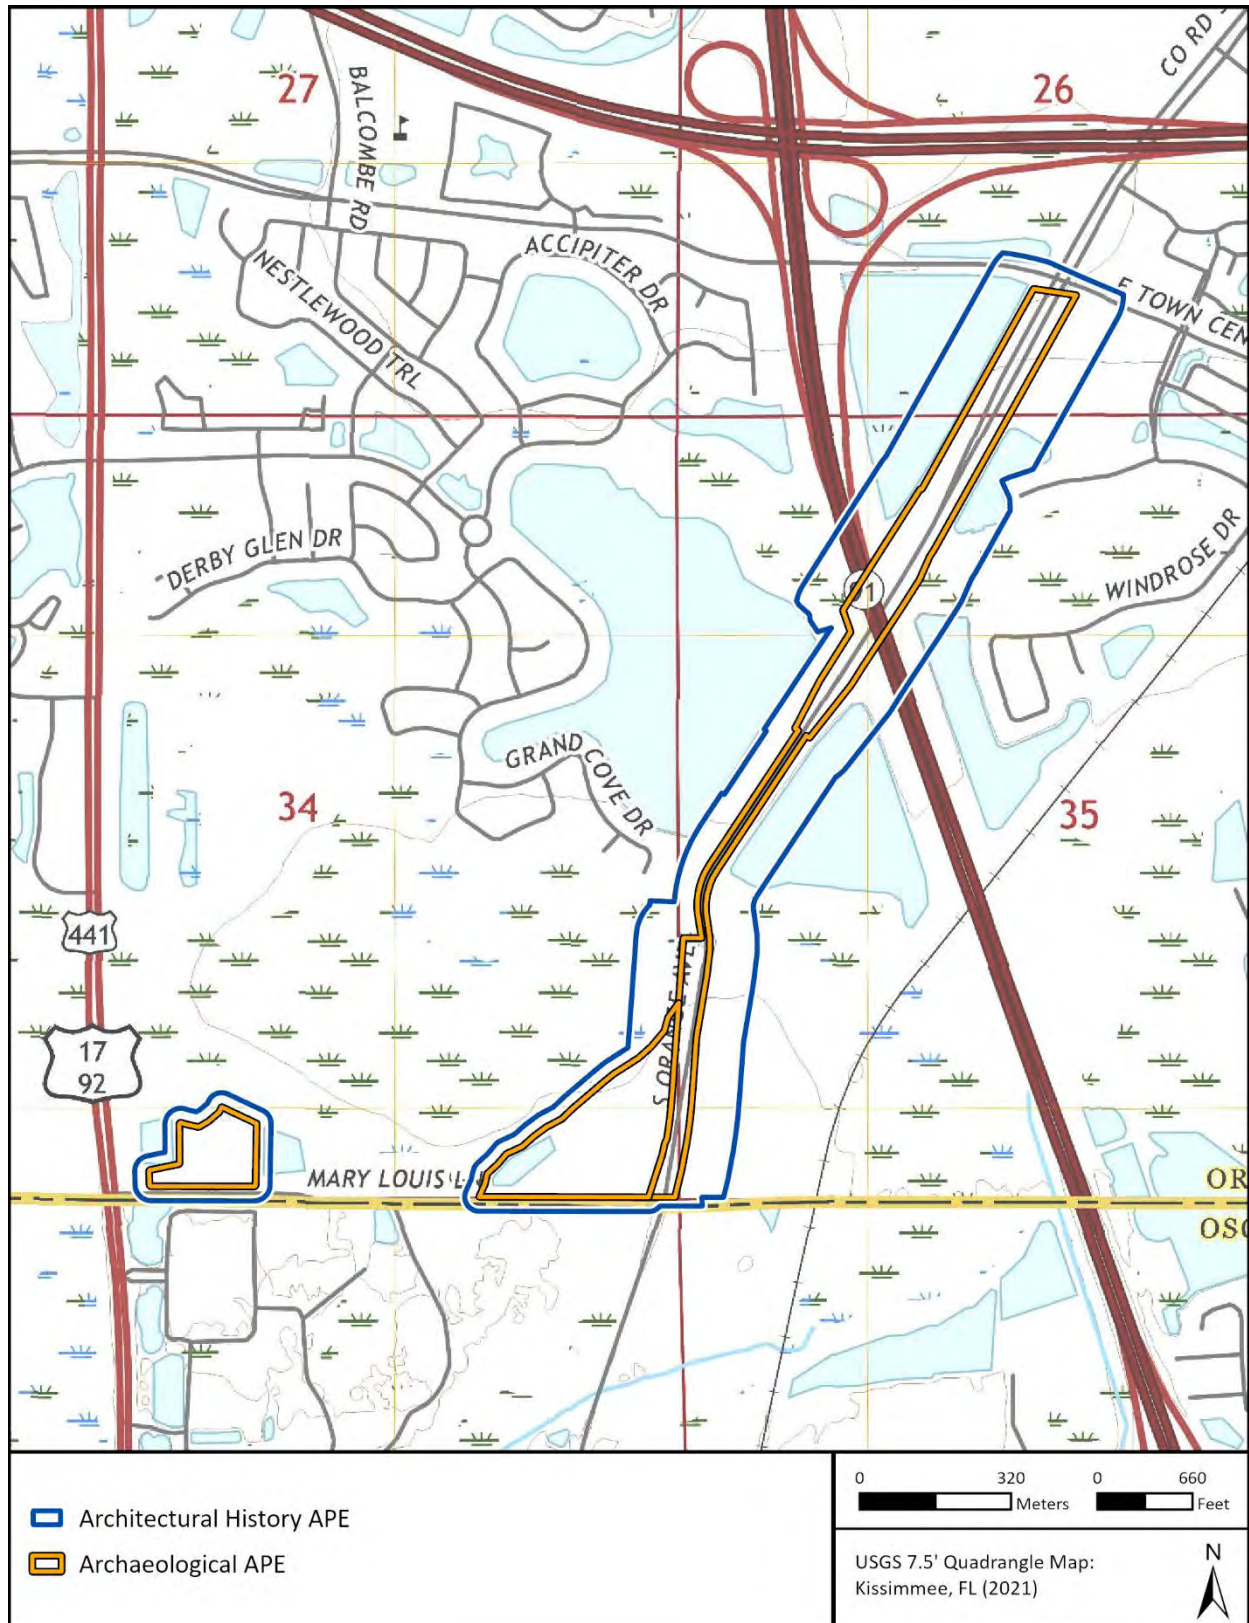 27
26
CO RD
BALCOMBE RD
ACCIPITER DR
NESTLEWOOD TRL
E TOWN CEN
DERBY GLEN DR
91
WINDROSE DR
GRAND COVE DR
34
35
441
S ORANGE AVE
17
92
MARY LOUIS LN
OR
OSC
Architectural History APE
Archaeological APE
0 320 Meters
0 660 Feet
USGS 7.5' Quadrangle Map:
Kissimmee, FL (2021)
N